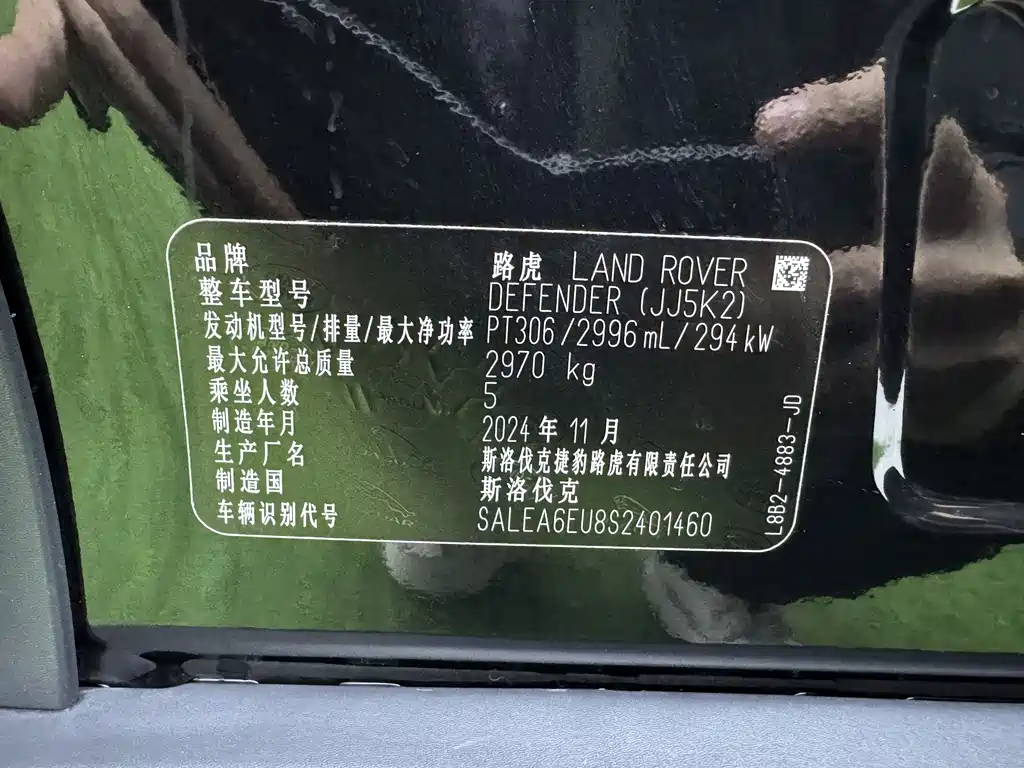 品牌 路虎 LAND ROVER
整车型号 DEFENDER (JJ5K2)
发动机型号/排量/最大净功率 PT306/2996mL/294kW
最大允许总质量 2970 kg
乘坐人数 5
制造年月 2024年11月
生产厂名 斯洛伐克捷豹路虎有限责任公司
制造国 斯洛伐克
车辆识别代号 SALEA6EU8S2401460
L8B2-4883-JD